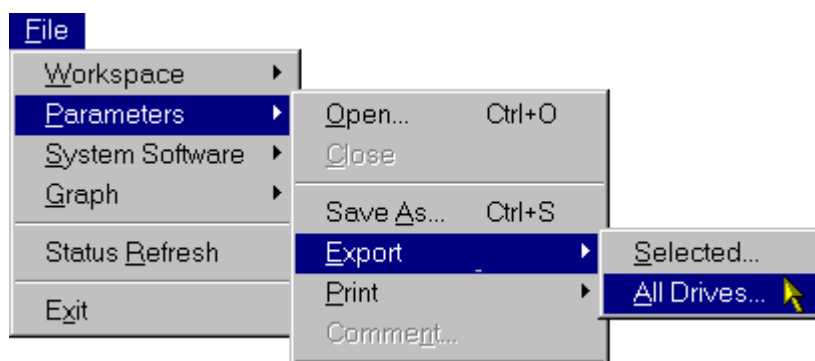 File
Workspace
Parameters
System Software
Graph
Status Refresh
Exit
Open... Ctrl+O
Close
Save As... Ctrl+S
Export
Print
Comment...
Selected...
All Drives...